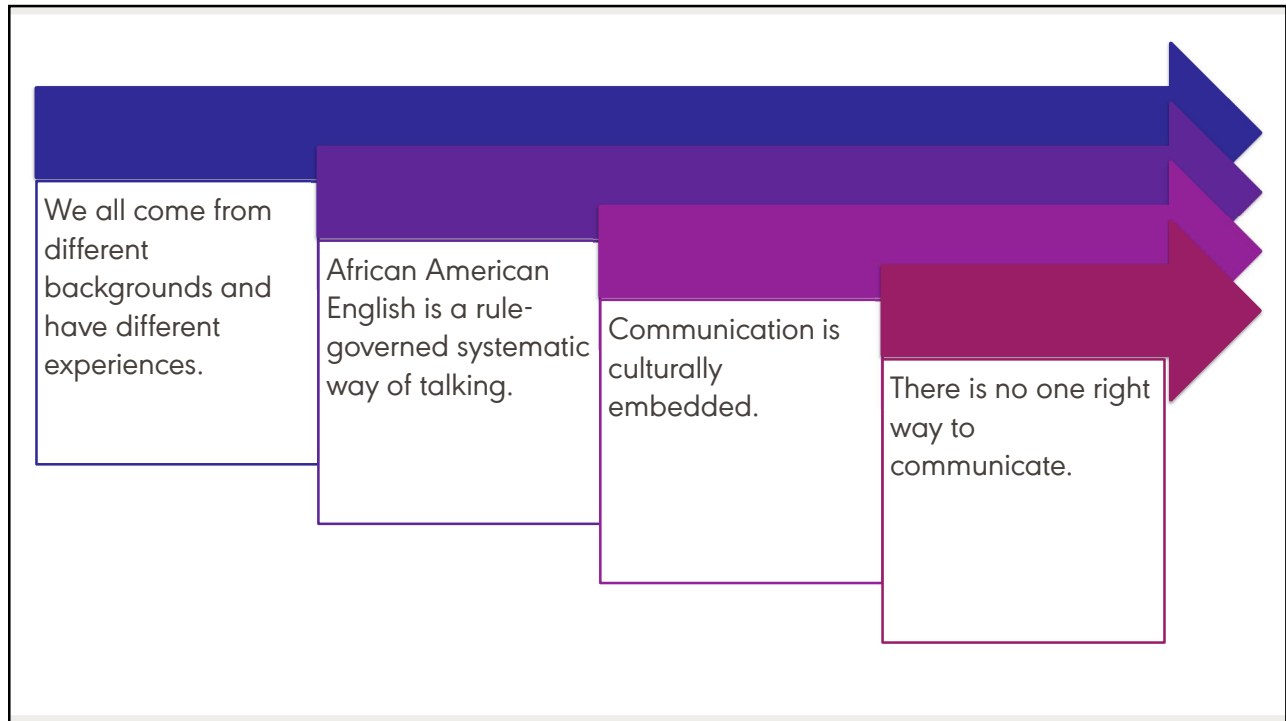 We all come from
different
backgrounds and
have different
experiences.
African American
English is a rule-
governed systematic
way of talking.
Communication is
culturally
embedded.
There is no one right
way to
communicate.